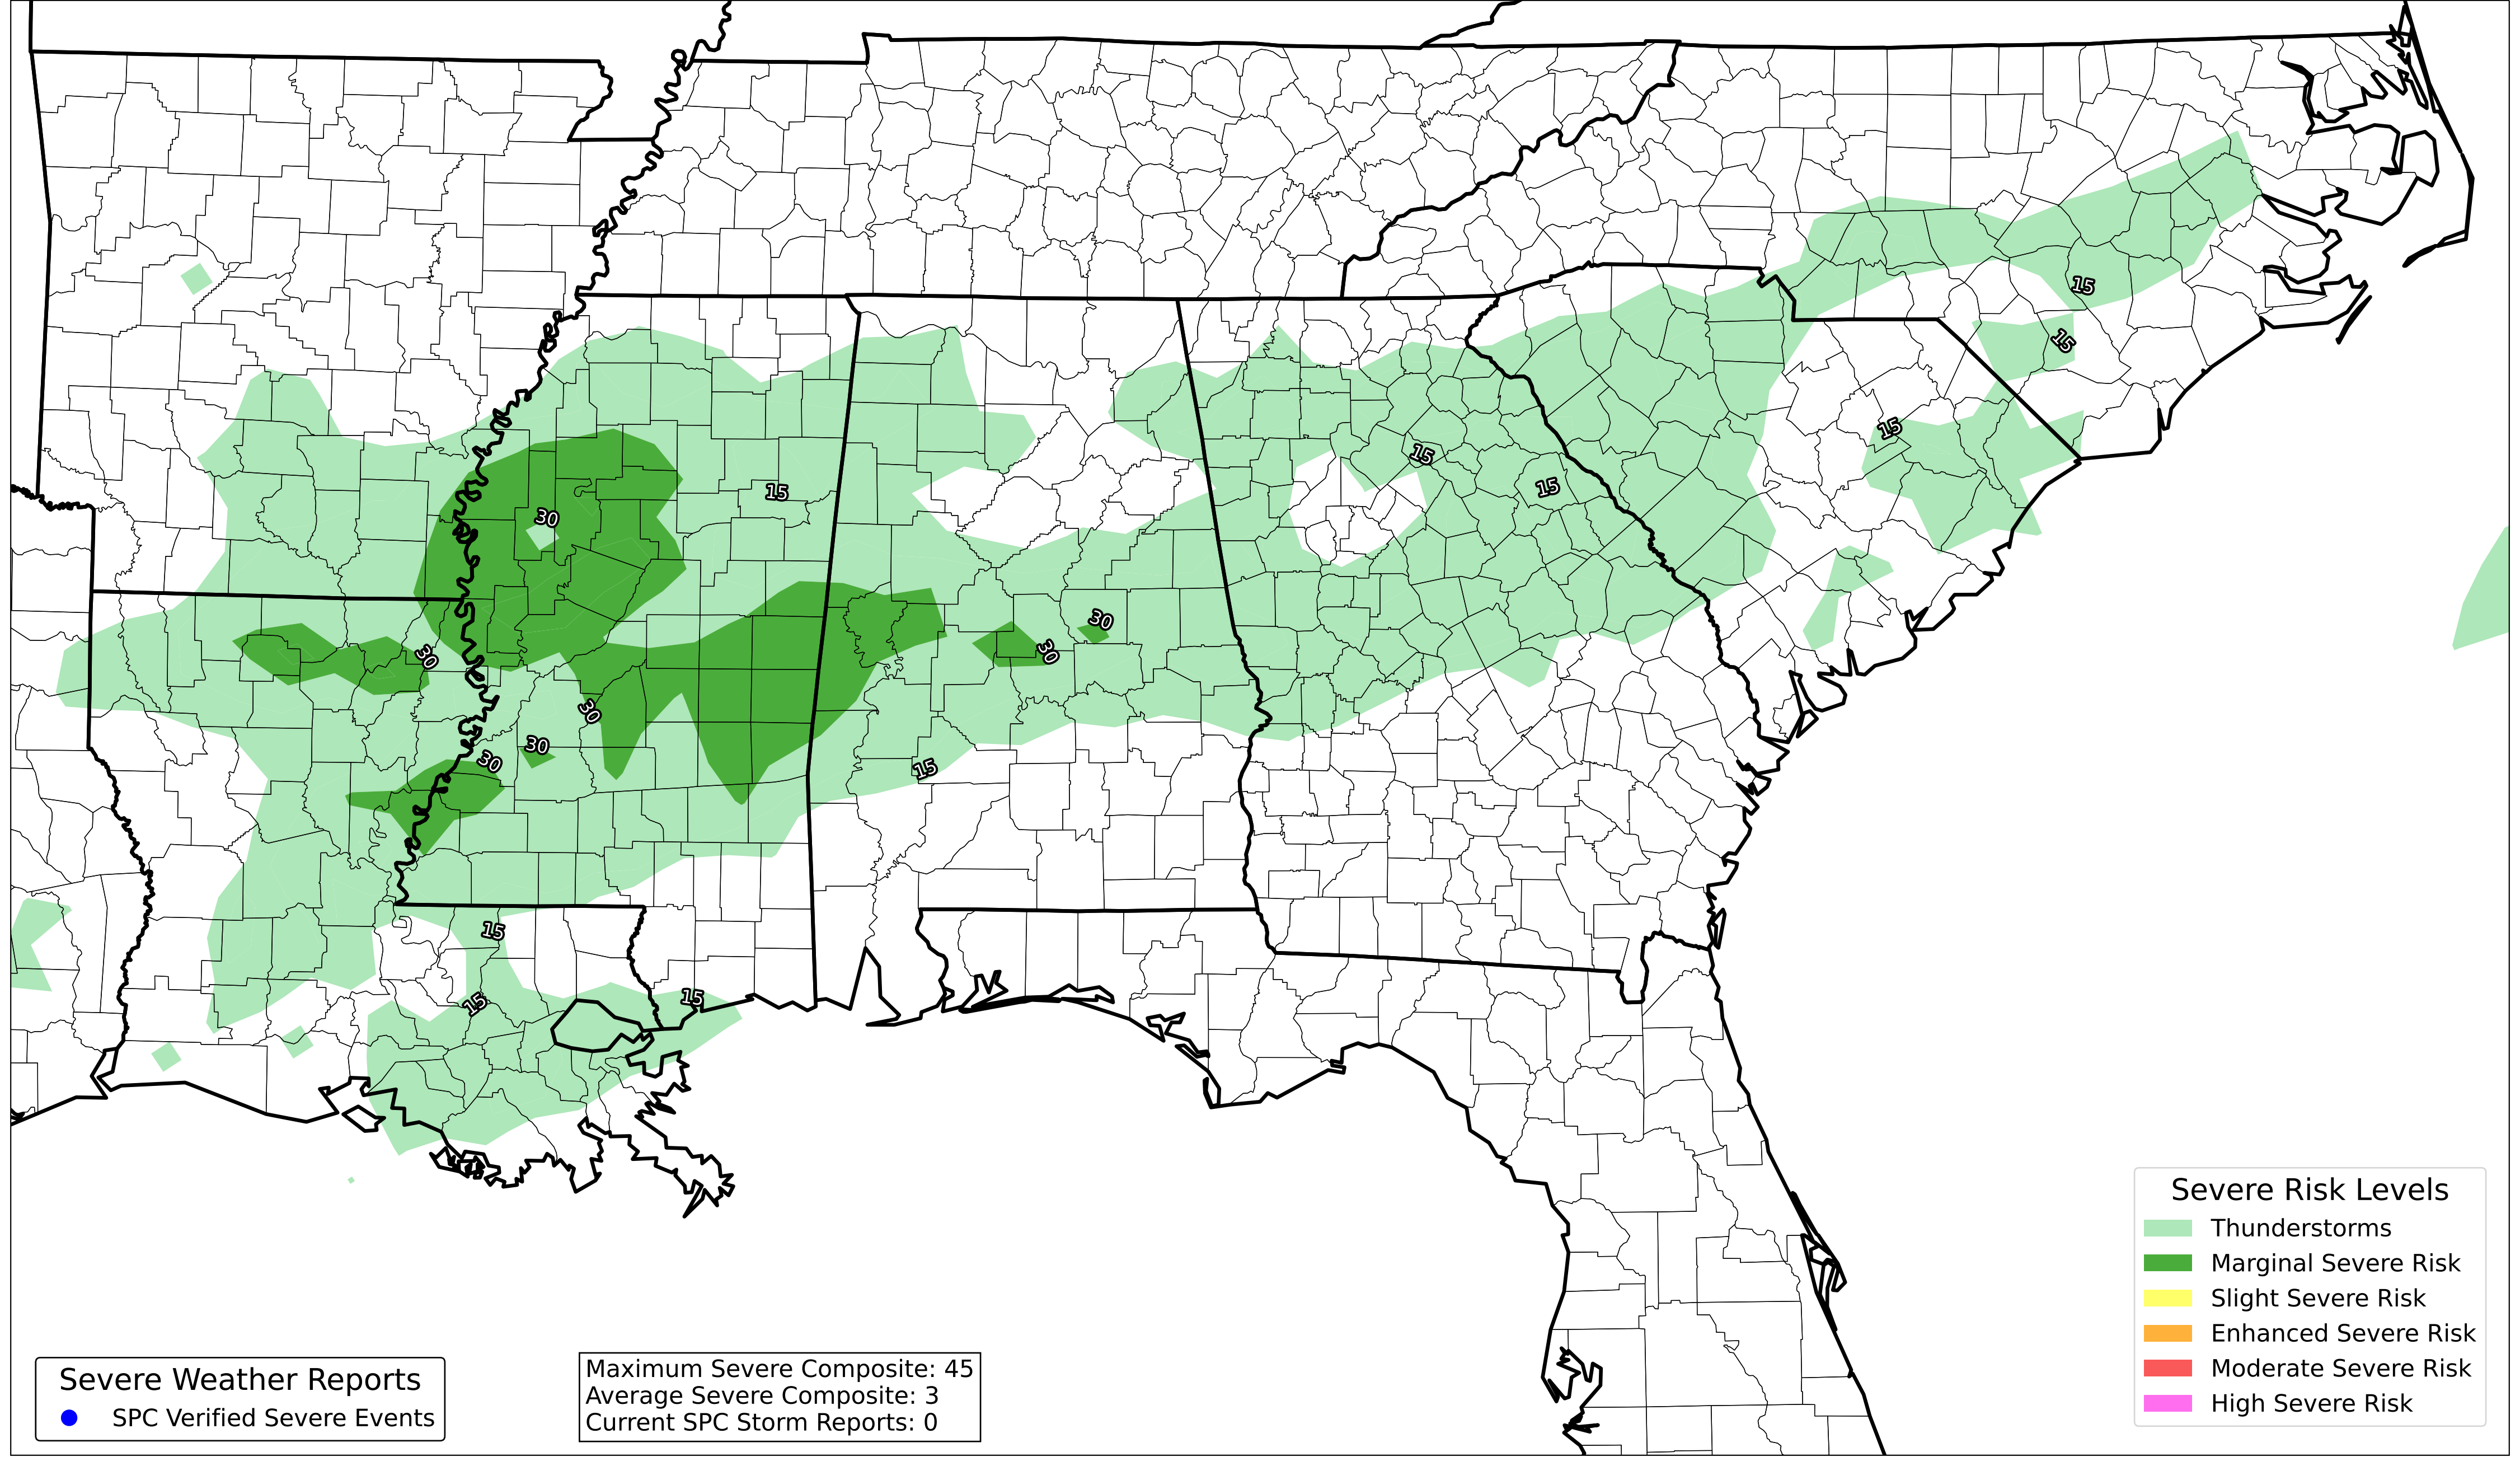 15
15
15
15
15
15
30
30
30
30
30
30
15
15
15
15
Severe Risk Levels
Thunderstorms
Marginal Severe Risk
Slight Severe Risk
Enhanced Severe Risk
Moderate Severe Risk
High Severe Risk
Severe Weather Reports
SPC Verified Severe Events
Maximum Severe Composite: 45
Average Severe Composite: 3
Current SPC Storm Reports: 0